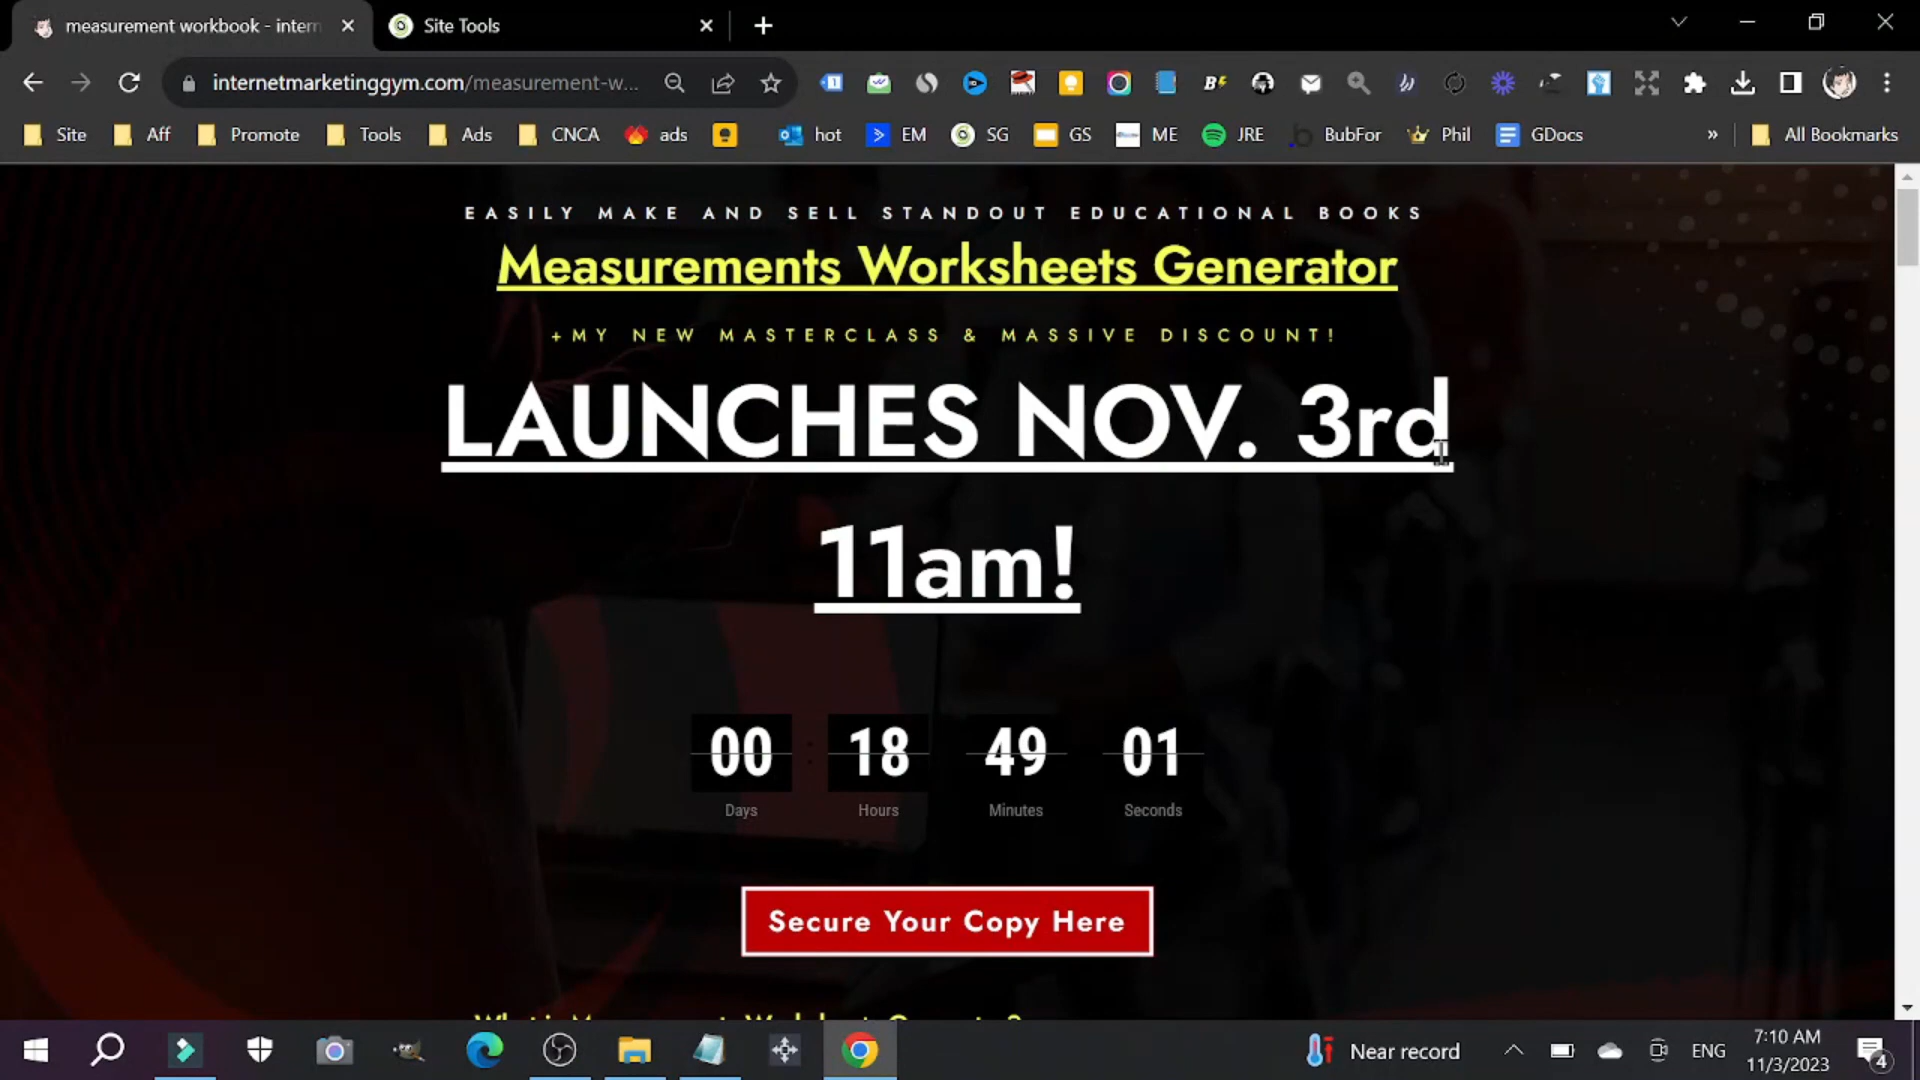 measurement workbook - intern
Site Tools
internetmarketinggym.com/measurement-w...
Site Aff Promote Tools Ads CNCA ads hot EM SG GS ME JRE BubFor Phil GDocs » All Bookmarks
EASILY MAKE AND SELL STANDOUT EDUCATIONAL BOOKS
Measurements Worksheets Generator
+MY NEW MASTERCLASS & MASSIVE DISCOUNT!
LAUNCHES NOV. 3rd
11am!
00 : 18 49 01
Days Hours Minutes Seconds
Secure Your Copy Here
Near record
ENG
7:10 AM
11/3/2023
4